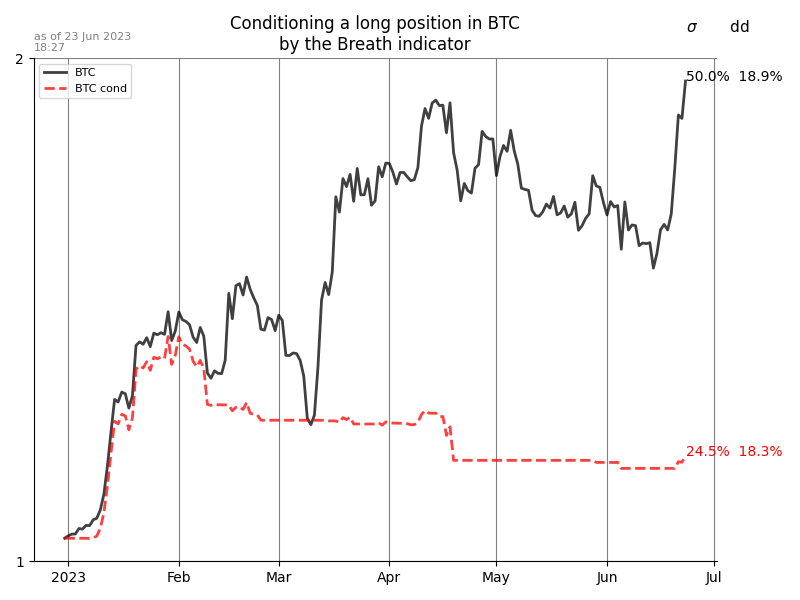 Conditioning a long position in BTC
by the Breath indicator
σ dd
as of 23 Jun 2023
18:27
2
BTC
BTC cond
50.0% 18.9%
24.5% 18.3%
1
2023 Feb Mar Apr May Jun Jul